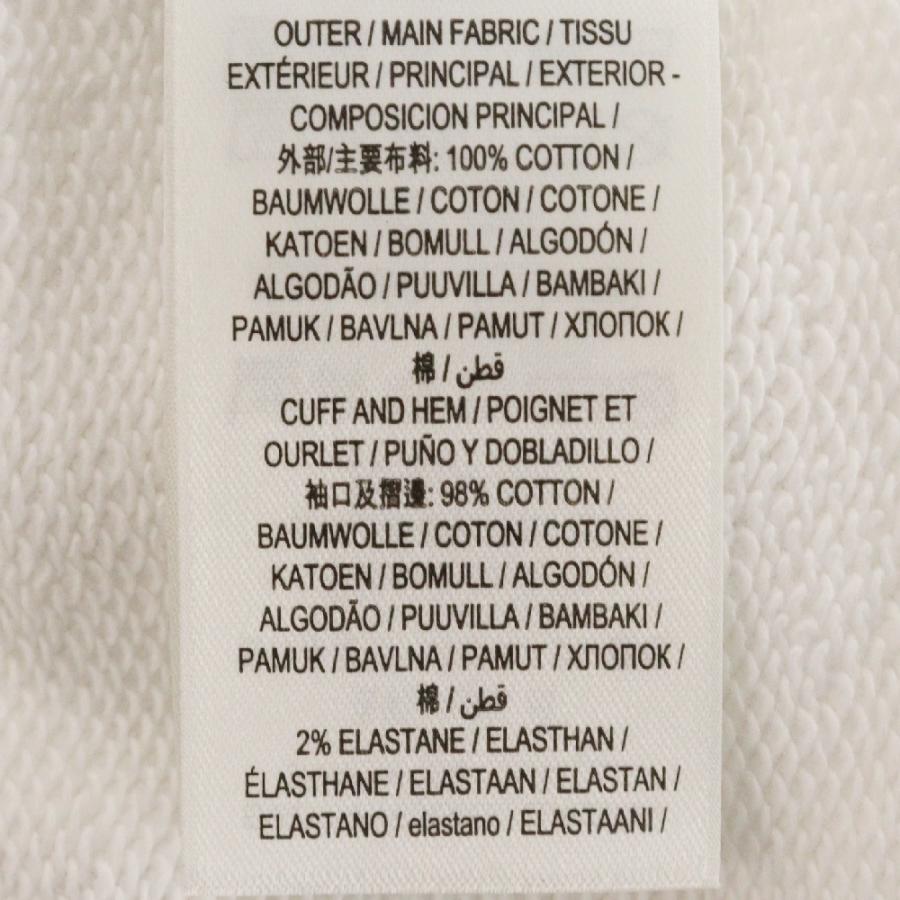 OUTER / MAIN FABRIC / TISSU
EXTÉRIEUR / PRINCIPAL / EXTERIOR -
COMPOSICION PRINCIPAL /
外部/主要布料: 100% COTTON /
BAUMWOLLE / COTON / COTONE /
KATOEN / BOMULL / ALGODÓN /
ALGODÃO / PUUVILLA / BAMBAKI /
PAMUK / BAVLNA / PAMUT / ХЛОПОК /
棉 / قطن
CUFF AND HEM / POIGNET ET
OURLET / PUÑO Y DOBLADILLO /
袖口及摺邊: 98% COTTON /
BAUMWOLLE / COTON / COTONE /
KATOEN / BOMULL / ALGODÓN /
ALGODÃO / PUUVILLA / BAMBAKI /
PAMUK / BAVLNA / PAMUT / ХЛОПОК /
棉 / قطن
2% ELASTANE / ELASTHAN /
ÉLASTHANE / ELASTAAN / ELASTAN /
ELASTANO / elastano / ELASTAANI /